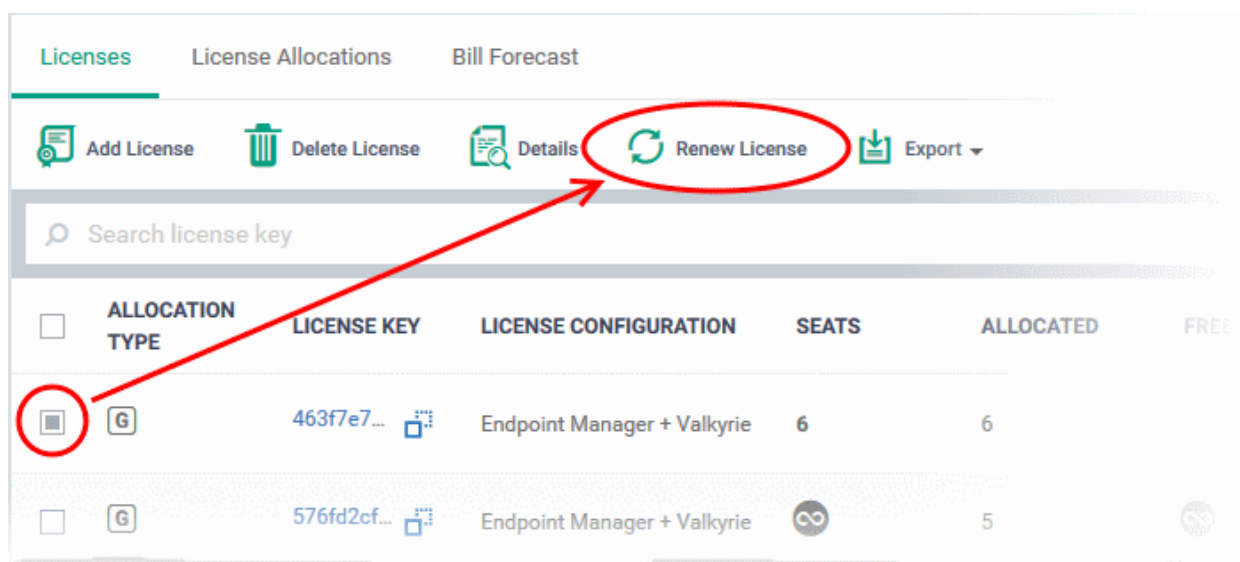 Licenses License Allocations Bill Forecast
Add License Delete License Details Renew License Export
Search license key
ALLOCATION TYPE LICENSE KEY LICENSE CONFIGURATION SEATS ALLOCATED FREE
G 463f7e7... Endpoint Manager + Valkyrie 6 6
G 576fd2cf... Endpoint Manager + Valkyrie 5